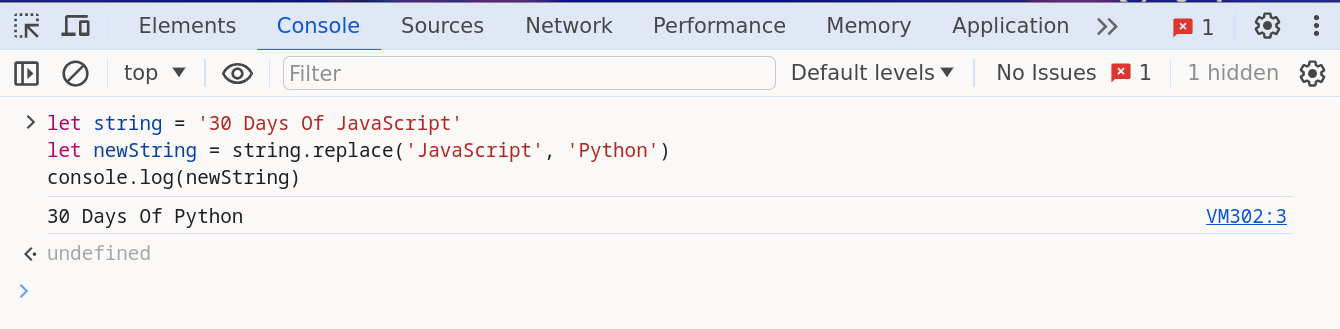 Elements Console Sources Network Performance Memory Application 1
top Filter Default levels No Issues 1 1 hidden
let string = '30 Days Of JavaScript'
let newString = string.replace('JavaScript', 'Python')
console.log(newString)
30 Days Of Python VM302:3
undefined